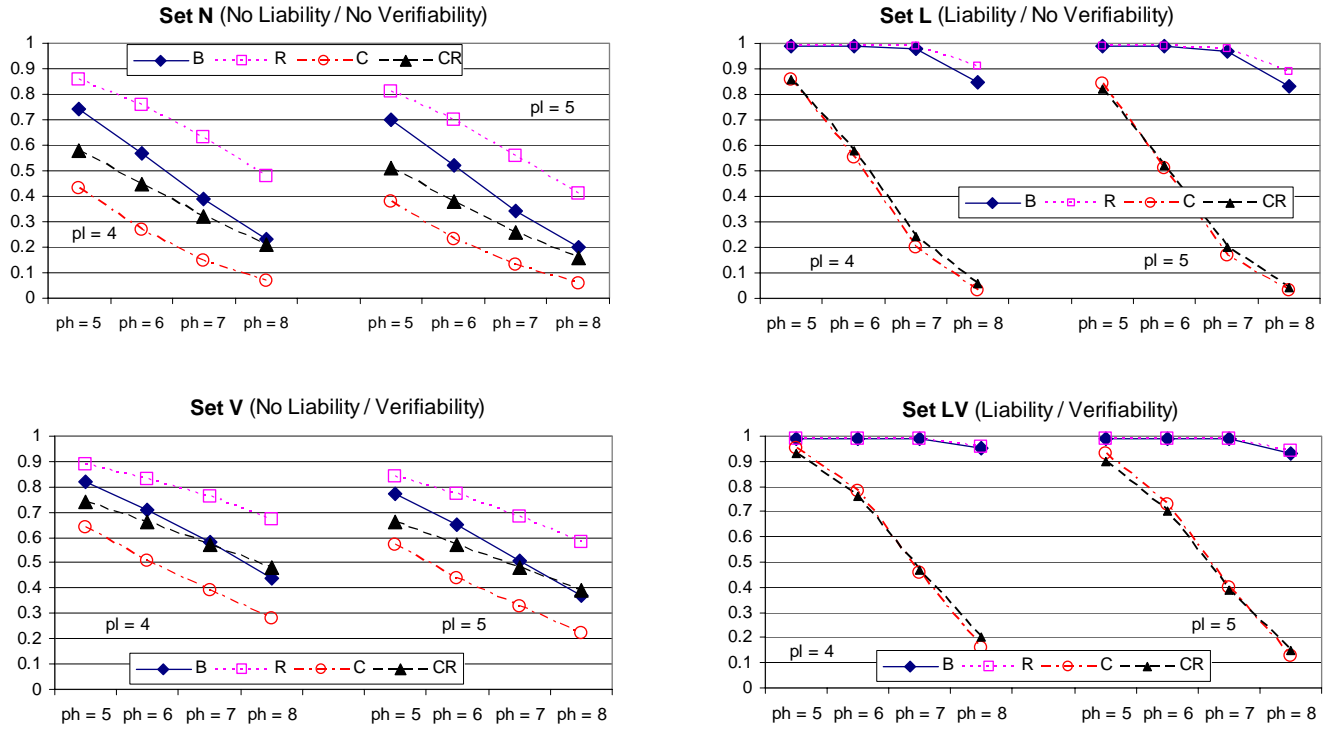 Set N (No Liability / No Verifiability)
1
0.9
0.8
0.7
0.6
0.5
0.4
0.3
0.2
0.1
0
B R C CR
pl = 5
pl = 4
ph = 5 ph = 6 ph = 7 ph = 8 ph = 5 ph = 6 ph = 7 ph = 8
Set L (Liability / No Verifiability)
1
0.9
0.8
0.7
0.6
0.5
0.4
0.3
0.2
0.1
0
B R C CR
pl = 4 pl = 5
ph = 5 ph = 6 ph = 7 ph = 8 ph = 5 ph = 6 ph = 7 ph = 8
Set V (No Liability / Verifiability)
1
0.9
0.8
0.7
0.6
0.5
0.4
0.3
0.2
0.1
0
pl = 4 pl = 5
B R C CR
ph = 5 ph = 6 ph = 7 ph = 8 ph = 5 ph = 6 ph = 7 ph = 8
Set LV (Liability / Verifiability)
1
0.9
0.8
0.7
0.6
0.5
0.4
0.3
0.2
0.1
0
pl = 5
pl = 4
B R C CR
ph = 5 ph = 6 ph = 7 ph = 8 ph = 5 ph = 6 ph = 7 ph = 8